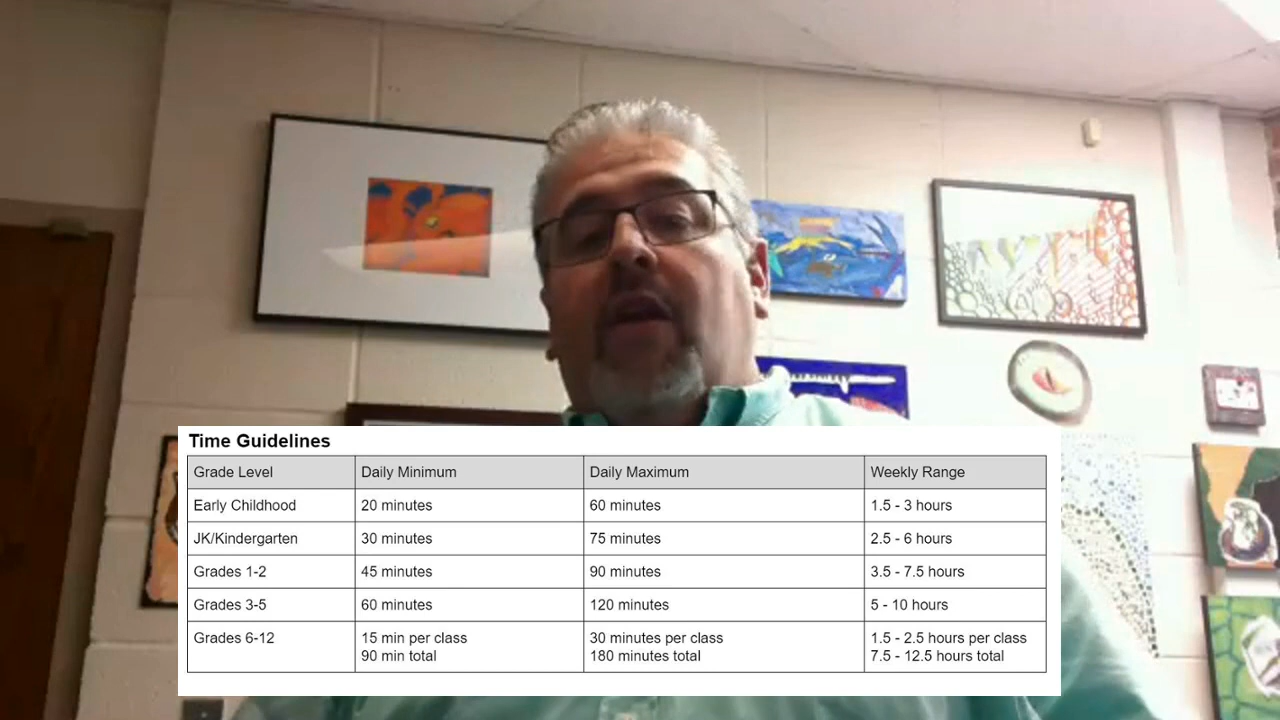 Time Guidelines
Grade Level Daily Minimum Daily Maximum Weekly Range
Early Childhood 20 minutes 60 minutes 1.5 - 3 hours
JK/Kindergarten 30 minutes 75 minutes 2.5 - 6 hours
Grades 1-2 45 minutes 90 minutes 3.5 - 7.5 hours
Grades 3-5 60 minutes 120 minutes 5 - 10 hours
Grades 6-12 15 min per class 30 minutes per class 1.5 - 2.5 hours per class
90 min total 180 minutes total 7.5 - 12.5 hours total